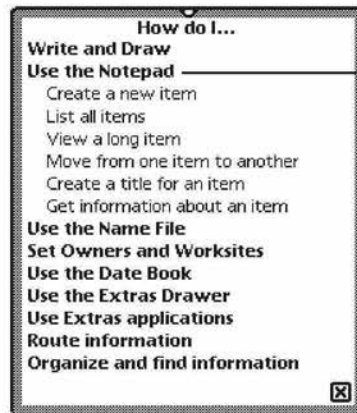 How do I...
Write and Draw
Use the Notepad
Create a new item
List all items
View a long item
Move from one item to another
Create a title for an item
Get information about an item
Use the Name File
Set Owners and Worksites
Use the Date Book
Use the Extras Drawer
Use Extras applications
Route information
Organize and find information